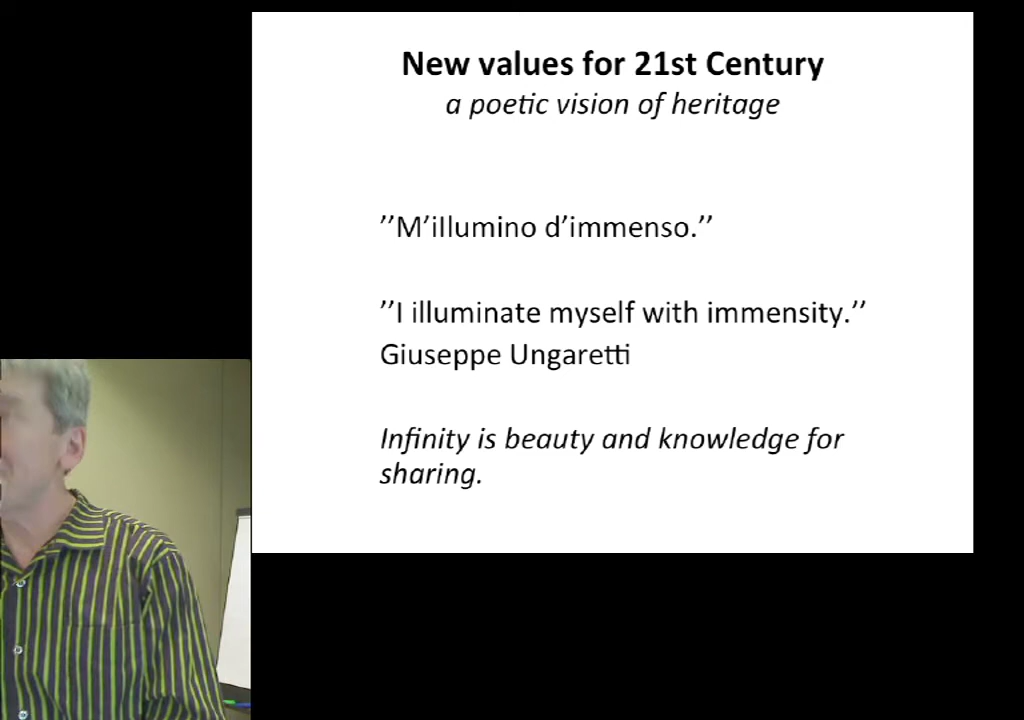 New values for 21st Century
a poetic vision of heritage
’’M’illumino d’immenso.’’
’’I illuminate myself with immensity.’’
Giuseppe Ungaretti
Infinity is beauty and knowledge for
sharing.